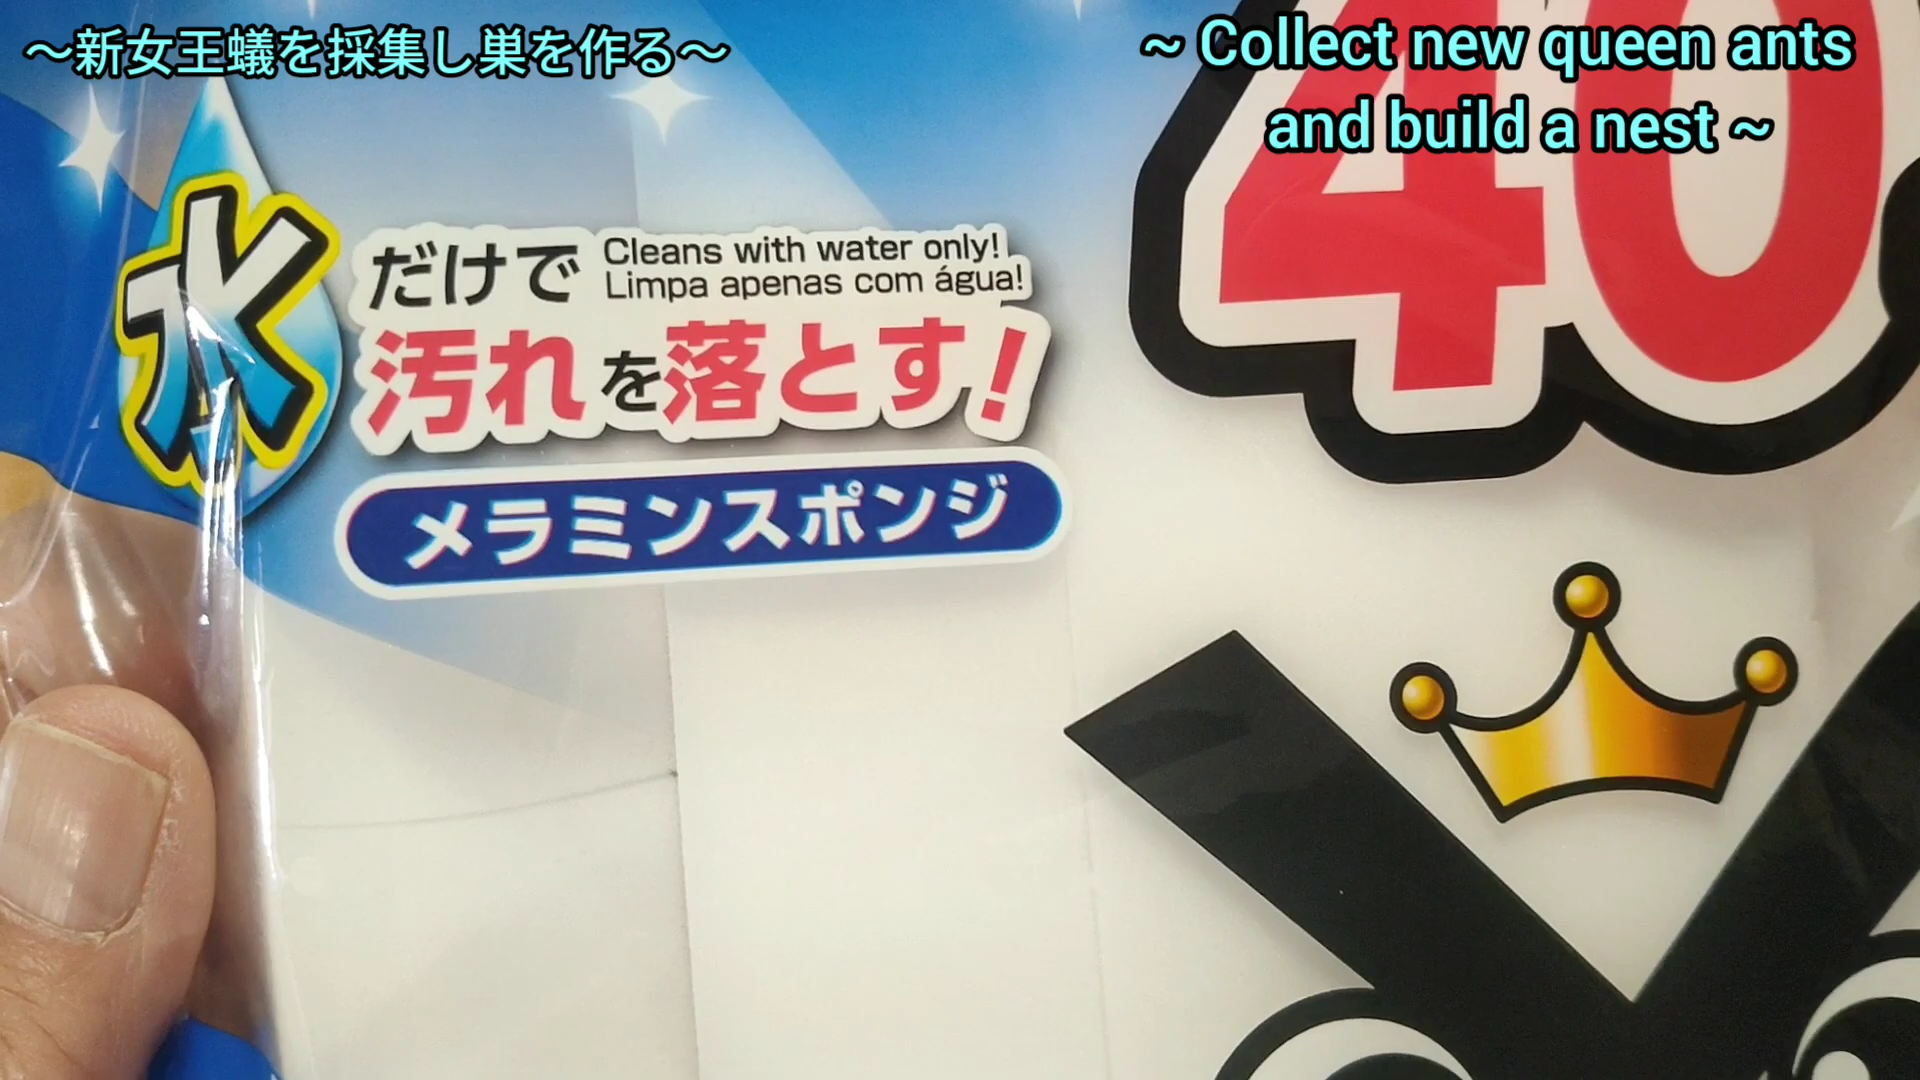 ～新女王蟻を採集し巣を作る～
~ Collect new queen ants
and build a nest ~
水だけで
Cleans with water only!
Limpa apenas com água!
汚れを落とす!
メラミンスポンジ
40